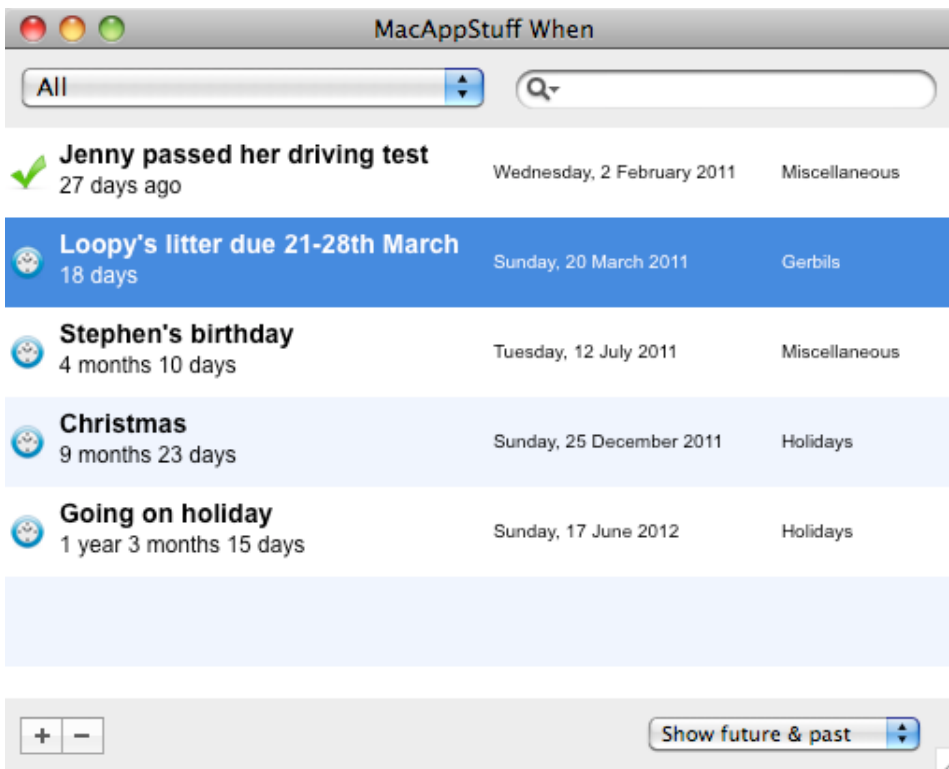 MacAppStuff When
All
Jenny passed her driving test
27 days ago
Wednesday, 2 February 2011
Miscellaneous
Loopy's litter due 21-28th March
18 days
Sunday, 20 March 2011
Gerbils
Stephen's birthday
4 months 10 days
Tuesday, 12 July 2011
Miscellaneous
Christmas
9 months 23 days
Sunday, 25 December 2011
Holidays
Going on holiday
1 year 3 months 15 days
Sunday, 17 June 2012
Holidays
+ −
Show future & past